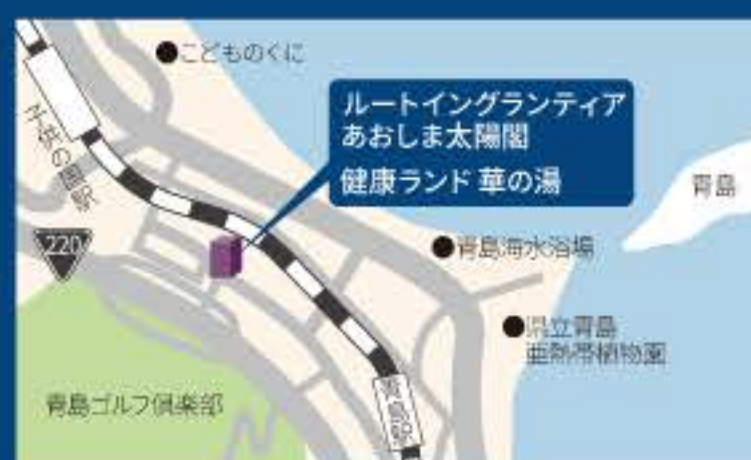 こどものくに
ルートイングランティア
あおしま太陽閣
健康ランド 華の湯
子供の国駅
青島
220
青島海水浴場
県立青島
亜熱帯植物園
青島ゴルフ倶楽部
青島駅